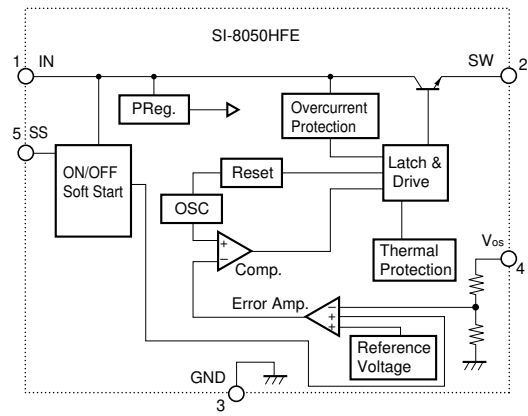 SI-8050HFE
1
IN
SW
2
PReg.
Overcurrent
Protection
5
SS
ON/OFF
Soft Start
Latch &
Drive
Reset
OSC
+
−
Comp.
Thermal
Protection
Vos
4
Error Amp.
−
+
+
Reference
Voltage
GND
3